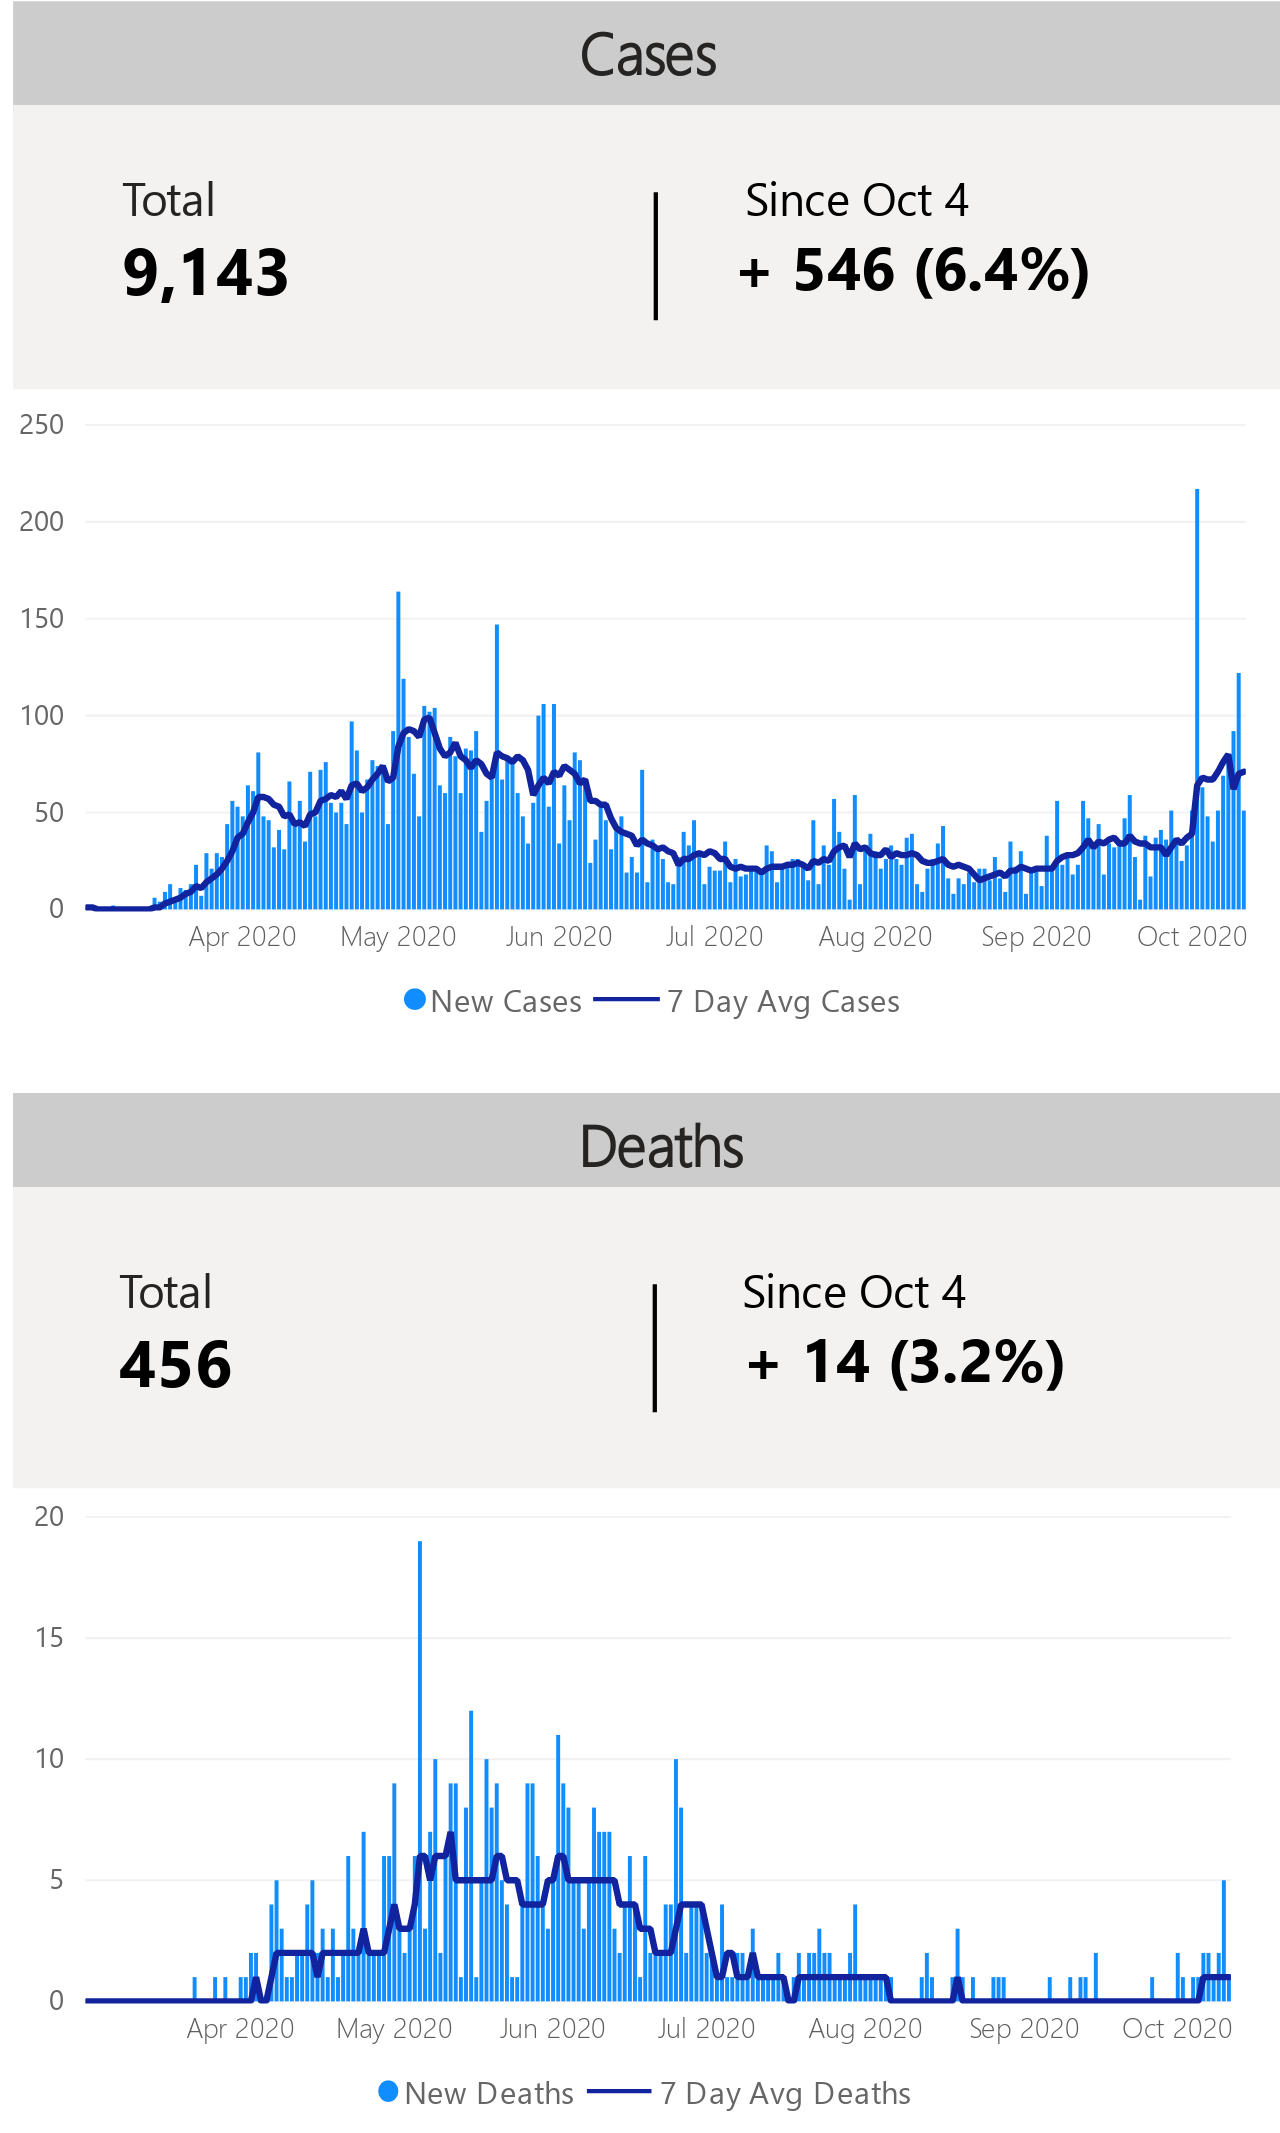 Cases
Total
Since Oct 4
9,143
+ 546 (6.4%)
250
200
150
100
50
0
Apr 2020
May 2020
Jun 2020
Jul 2020
Aug 2020
Sep 2020
Oct 2020
New Cases
7 Day Avg Cases
Deaths
Total
Since Oct 4
456
+ 14 (3.2%)
20
15
10
5
0
Apr 2020
May 2020
Jun 2020
Jul 2020
Aug 2020
Sep 2020
Oct 2020
New Deaths
7 Day Avg Deaths